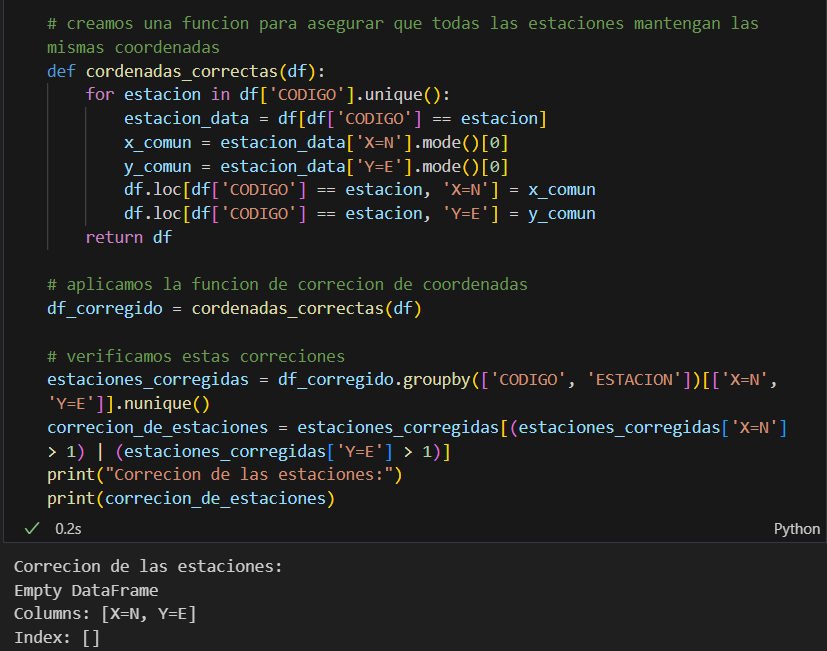 # creamos una funcion para asegurar que todas las estaciones mantengan las
mismas coordenadas
def cordenadas_correctas(df):
    for estacion in df['CODIGO'].unique():
        estacion_data = df[df['CODIGO'] == estacion]
        x_comun = estacion_data['X=N'].mode()[0]
        y_comun = estacion_data['Y=E'].mode()[0]
        df.loc[df['CODIGO'] == estacion, 'X=N'] = x_comun
        df.loc[df['CODIGO'] == estacion, 'Y=E'] = y_comun
    return df
# aplicamos la funcion de correcion de coordenadas
df_corregido = cordenadas_correctas(df)
# verificamos estas correciones
estaciones_corregidas = df_corregido.groupby(['CODIGO', 'ESTACION'])[['X=N',
'Y=E']].nunique()
correcion_de_estaciones = estaciones_corregidas[(estaciones_corregidas['X=N']
> 1) | (estaciones_corregidas['Y=E'] > 1)]
print("Correcion de las estaciones:")
print(correcion_de_estaciones)
✓ 0.2s Python
Correcion de las estaciones:
Empty DataFrame
Columns: [X=N, Y=E]
Index: []